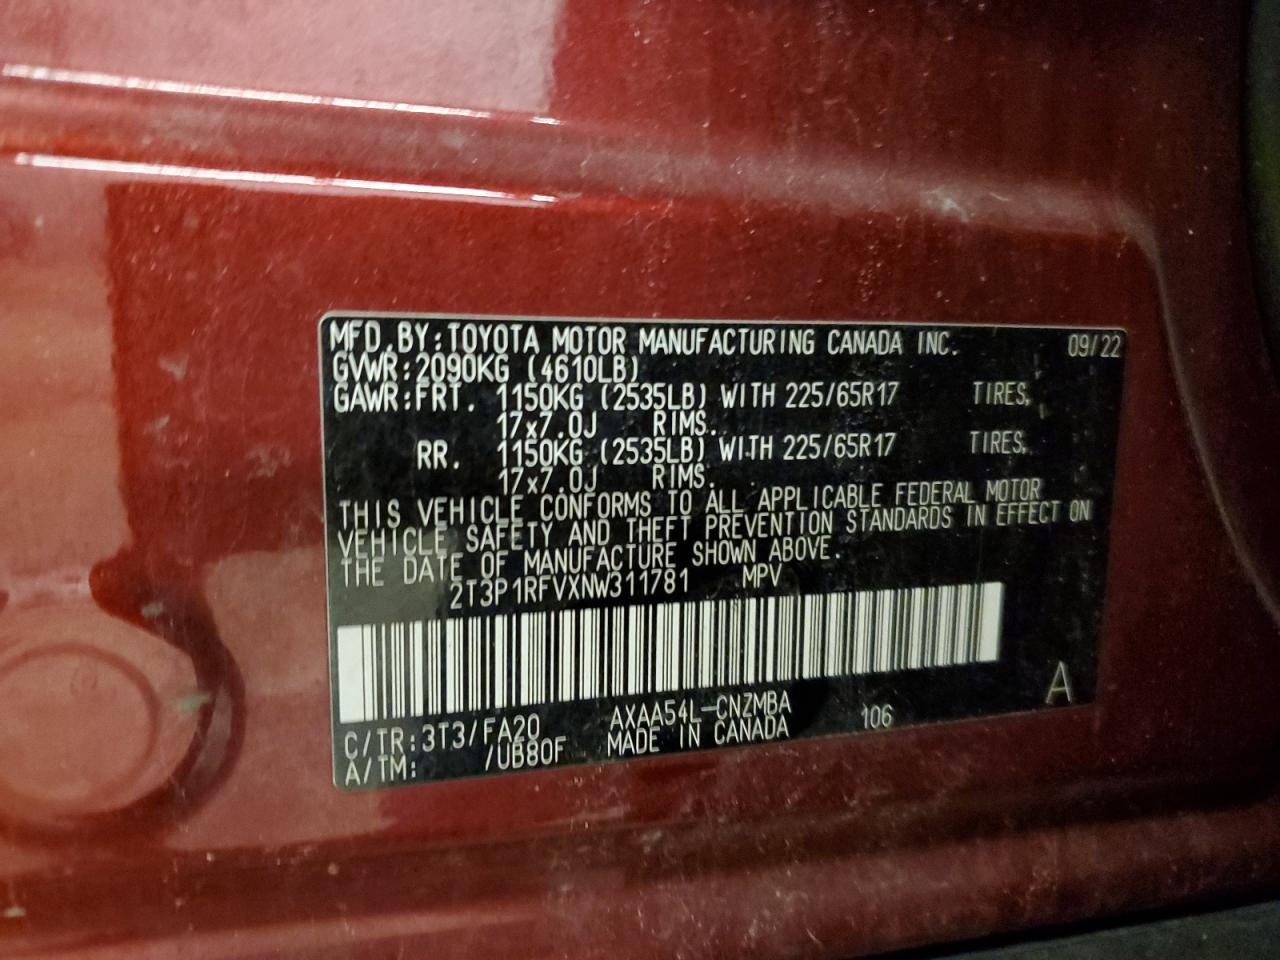 MFD.BY:TOYOTA MOTOR MANUFACTURING CANADA INC. 09/22
GVWR:2090KG (4610LB)
GAWR:FRT. 1150KG (2535LB) WITH 225/65R17 TIRES,
17x7.0J RIMS.
RR. 1150KG (2535LB) WITH 225/65R17 TIRES,
17x7.0J RIMS.
THIS VEHICLE CONFORMS TO ALL APPLICABLE FEDERAL MOTOR
VEHICLE SAFETY AND THEFT PREVENTION STANDARDS IN EFFECT ON
THE DATE OF MANUFACTURE SHOWN ABOVE.
2T3P1RFVXNW311781 MPV
A
C/TR:3T3/FA20 AXAA54L-CNZMBA 106
A/TM: /UB80F MADE IN CANADA